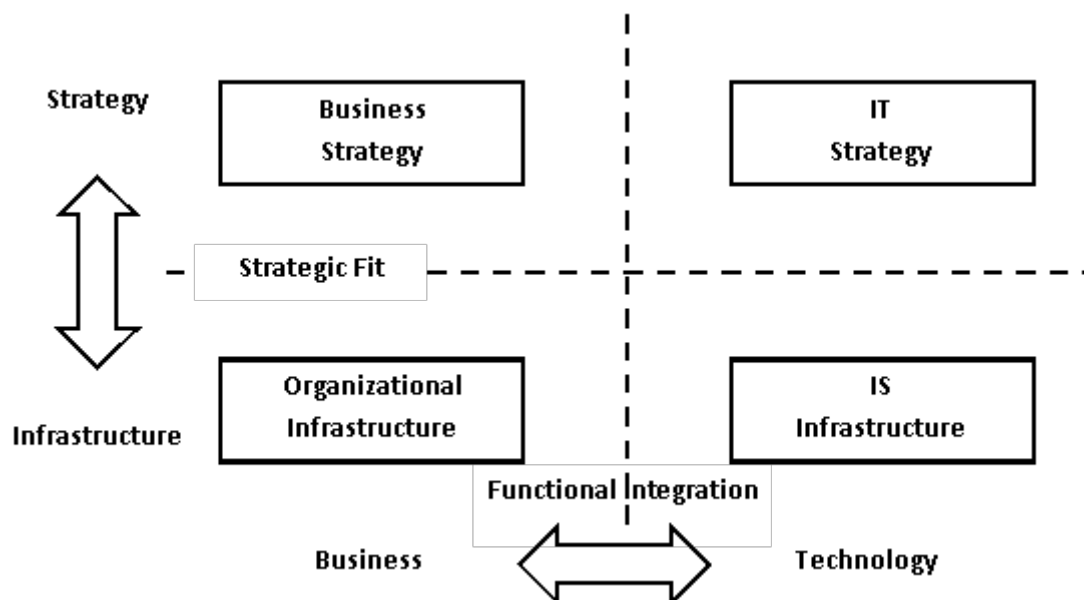 Strategy
Business
Strategy
IT
Strategy
Strategic Fit
Infrastructure
Organizational
Infrastructure
IS
Infrastructure
Functional Integration
Business
Technology